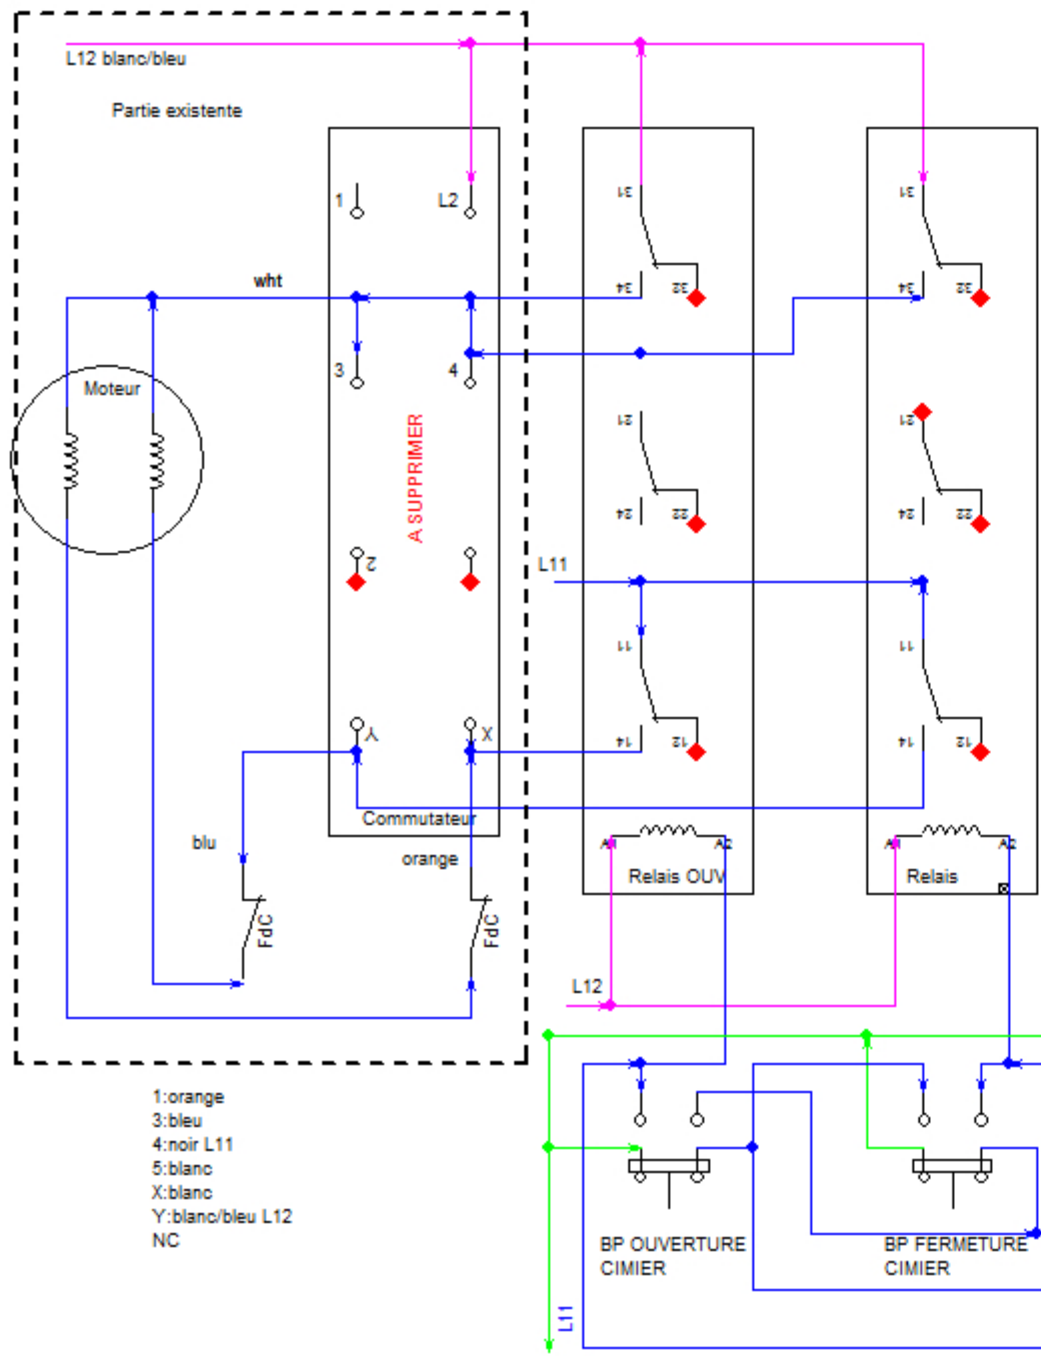 L12 blanc/bleu
Partie existente
1
L2
31
31
wht
34
32
34
32
3
4
Moteur
A SUPPRIMER
21
21
24
22
24
22
2
L11
11
11
Y
X
14
12
14
12
Commutateur
blu
orange
A1
A2
A1
A2
Relais OUV
Relais
FdC
FdC
L12
1:orange
3:bleu
4:noir L11
5:blanc
X:blanc
Y:blanc/bleu L12
NC
BP OUVERTURE
CIMIER
BP FERMETURE
CIMIER
L11